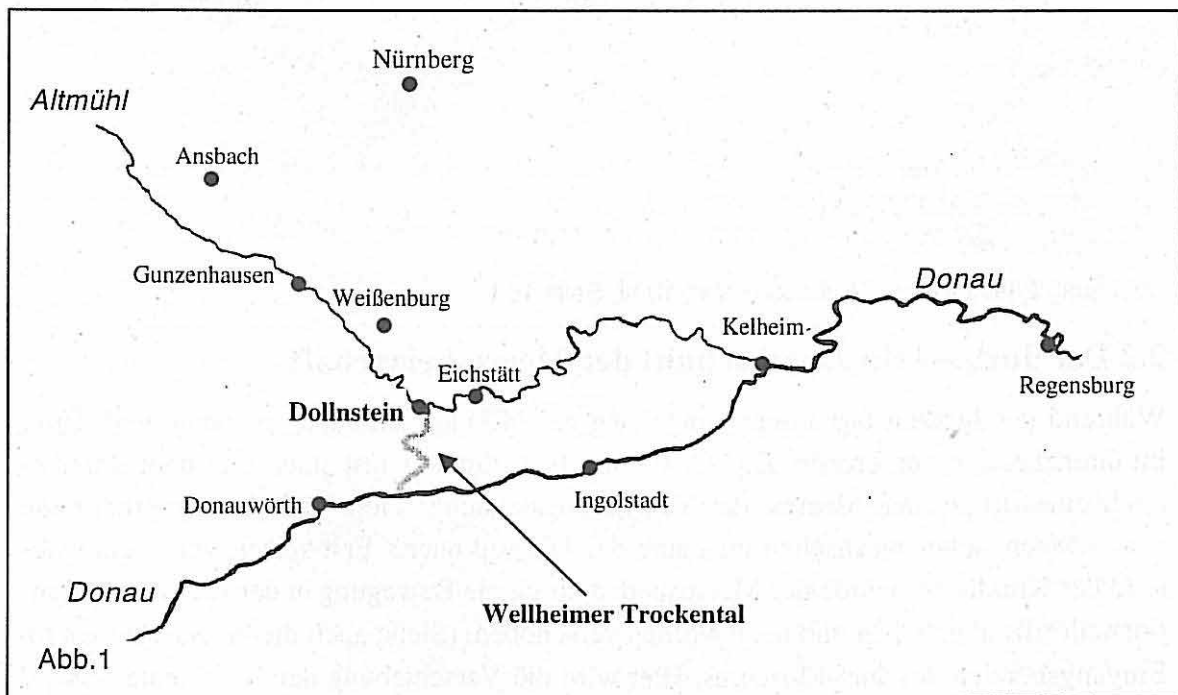 Nürnberg
Altmühl
Ansbach
Gunzenhausen
Weißenburg
Donau
Kelheim
Eichstätt
Dollnstein
Regensburg
Donauwörth
Ingolstadt
Donau
Wellheimer Trockental
Abb.1